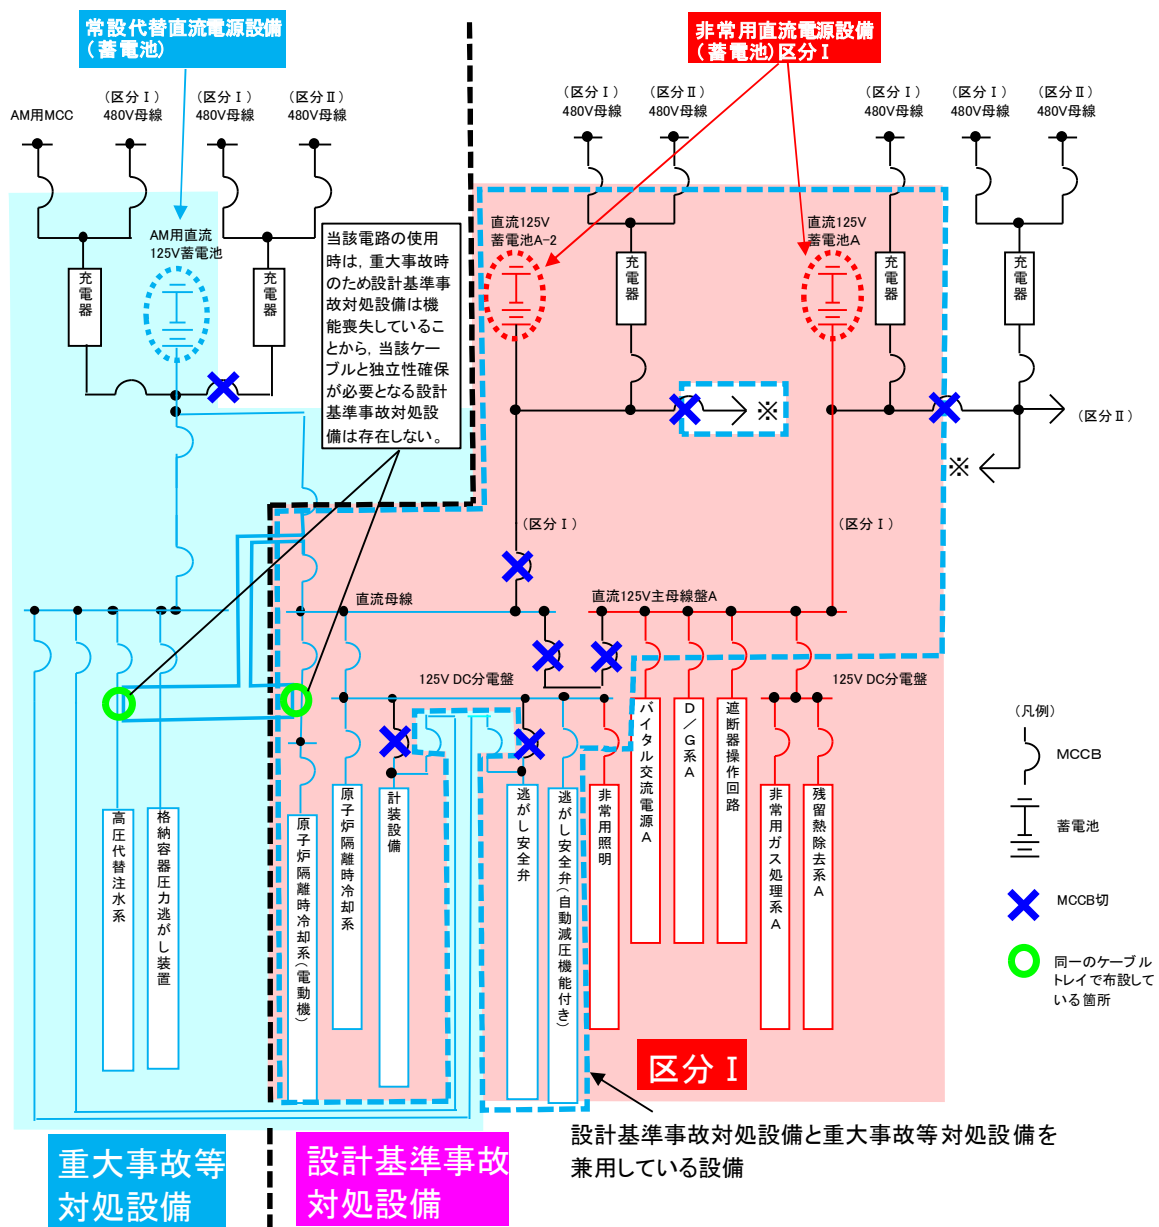 常設代替直流電源設備
(蓄電池)
非常用直流電源設備
(蓄電池)区分Ⅰ
AM用MCC
(区分Ⅰ)
480V母線
(区分Ⅰ)
480V母線
(区分Ⅱ)
480V母線
(区分Ⅰ)
480V母線
(区分Ⅱ)
480V母線
(区分Ⅰ)
480V母線
(区分Ⅰ)
480V母線
(区分Ⅱ)
480V母線
AM用直流
125V蓄電池
充電器
充電器
当該電路の使用
時は，重大事故時
のため設計基準事
故対処設備は機
能喪失しているこ
とから，当該ケー
ブルと独立性確保
が必要となる設計
基準事故対処設
備は存在しない。
直流125V
蓄電池A-2
充電器
直流125V
蓄電池A
充電器
充電器
※
(区分Ⅱ)
※
(区分Ⅰ)
(区分Ⅰ)
直流母線
直流125V主母線盤A
125V DC分電盤
125V DC分電盤
高圧代替注水系
格納容器圧力逃がし装置
原子炉隔離時冷却系(電動機)
原子炉隔離時冷却系
計装設備
逃がし安全弁
逃がし安全弁(自動減圧機能付き)
非常用照明
バイタル交流電源A
D/G系A
遮断器操作回路
非常用ガス処理系A
残留熱除去系A
(凡例)
MCCB
蓄電池
MCCB切
同一のケーブル
トレイで布設して
いる箇所
区分Ⅰ
設計基準事故対処設備と重大事故等対処設備を
兼用している設備
重大事故等
対処設備
設計基準事故
対処設備